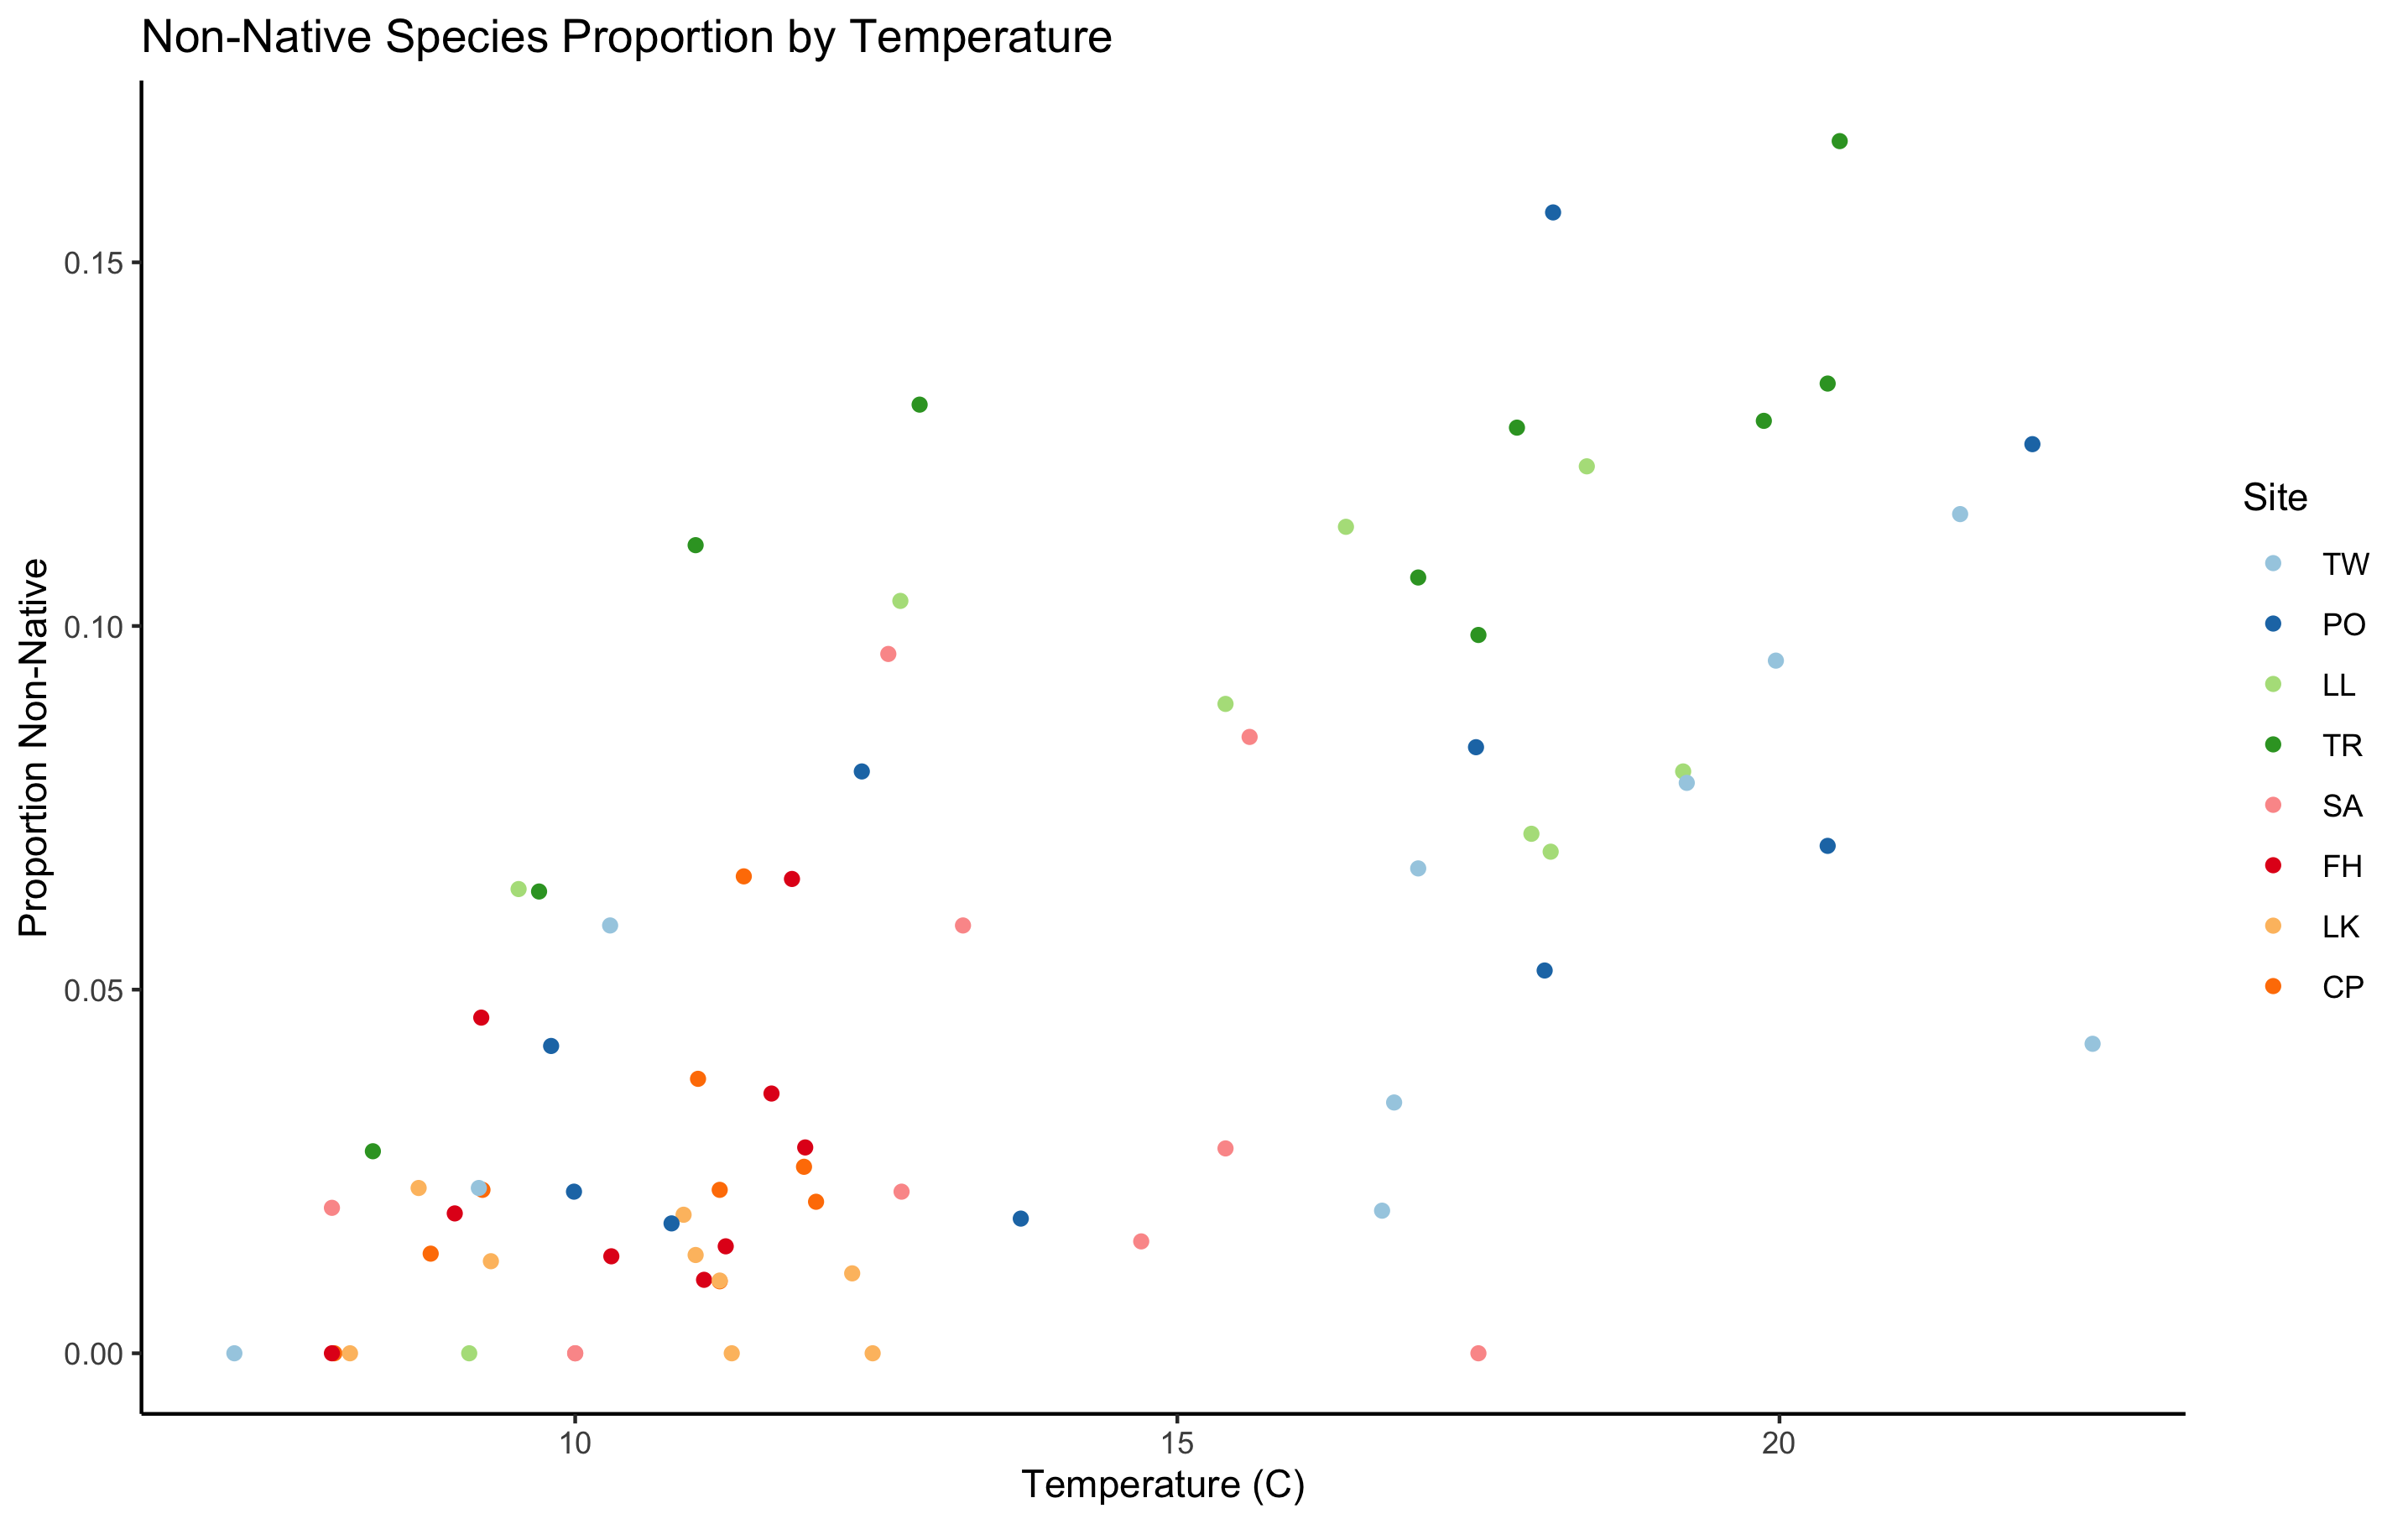 Non-Native Species Proportion by Temperature
Proportion Non-Native
0.15
0.10
0.05
0.00
10 15 20
Temperature (C)
Site
TW
PO
LL
TR
SA
FH
LK
CP